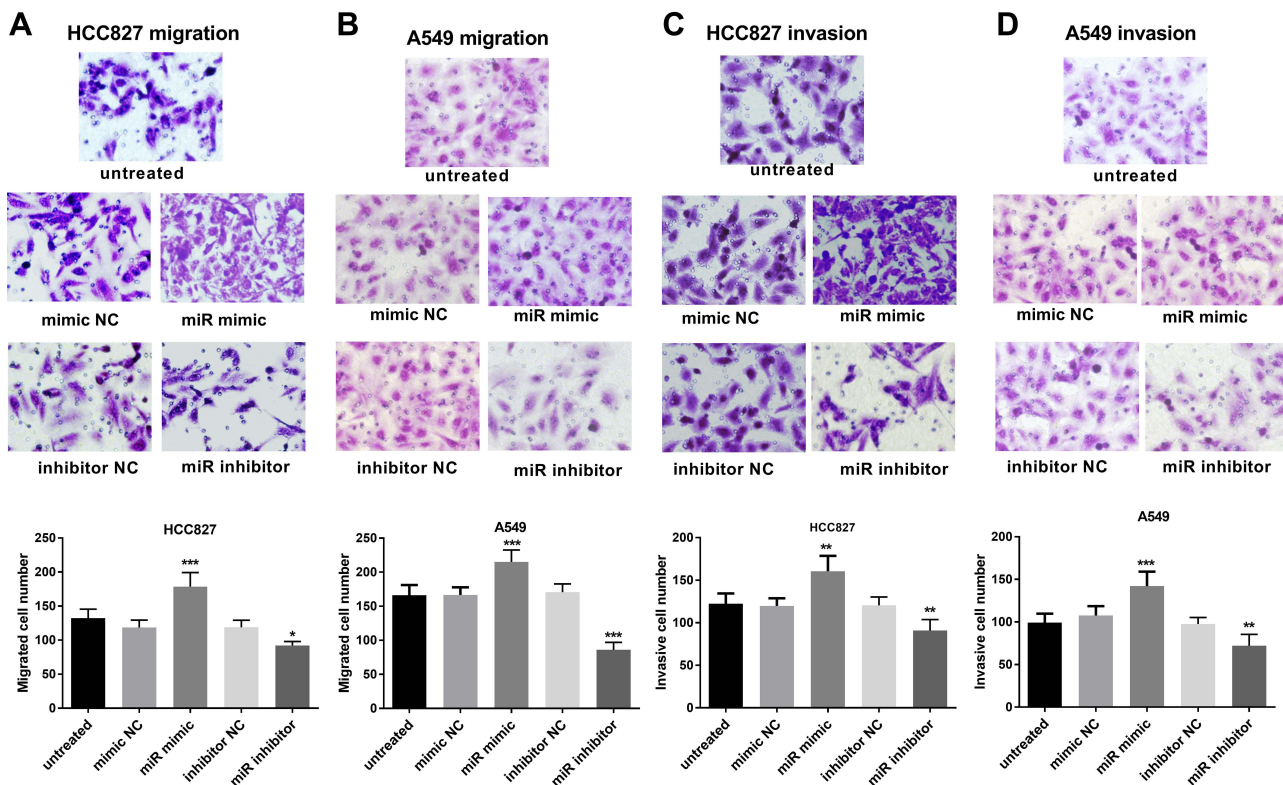 A
HCC827 migration
untreated
mimic NC
miR mimic
inhibitor NC
miR inhibitor
HCC827
Migrated cell number
250
200
150
100
50
0
***
*
untreated
mimic NC
miR mimic
inhibitor NC
miR inhibitor
B
A549 migration
untreated
mimic NC
miR mimic
inhibitor NC
miR inhibitor
A549
Migrated cell number
250
200
150
100
50
0
***
***
untreated
mimic NC
miR mimic
inhibitor NC
miR inhibitor
C
HCC827 invasion
untreated
mimic NC
miR mimic
inhibitor NC
miR inhibitor
HCC827
Invasive cell number
200
150
100
50
0
**
**
untreated
mimic NC
miR mimic
inhibitor NC
miR inhibitor
D
A549 invasion
untreated
mimic NC
miR mimic
inhibitor NC
miR inhibitor
A549
Invasive cell number
200
150
100
50
0
***
**
untreated
mimic NC
miR mimic
inhibitor NC
miR inhibitor